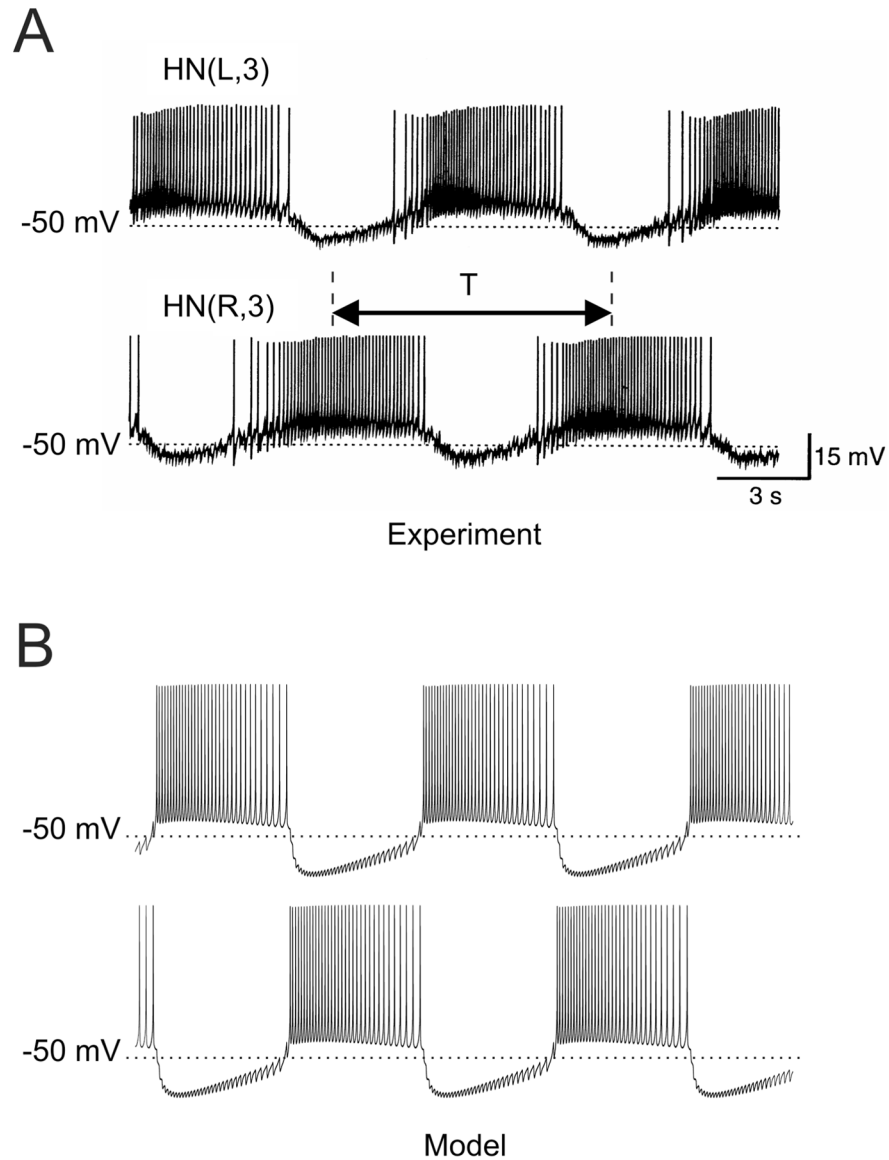 A
HN(L,3)
-50 mV
T
HN(R,3)
-50 mV
15 mV
3 s
Experiment
B
-50 mV
-50 mV
Model